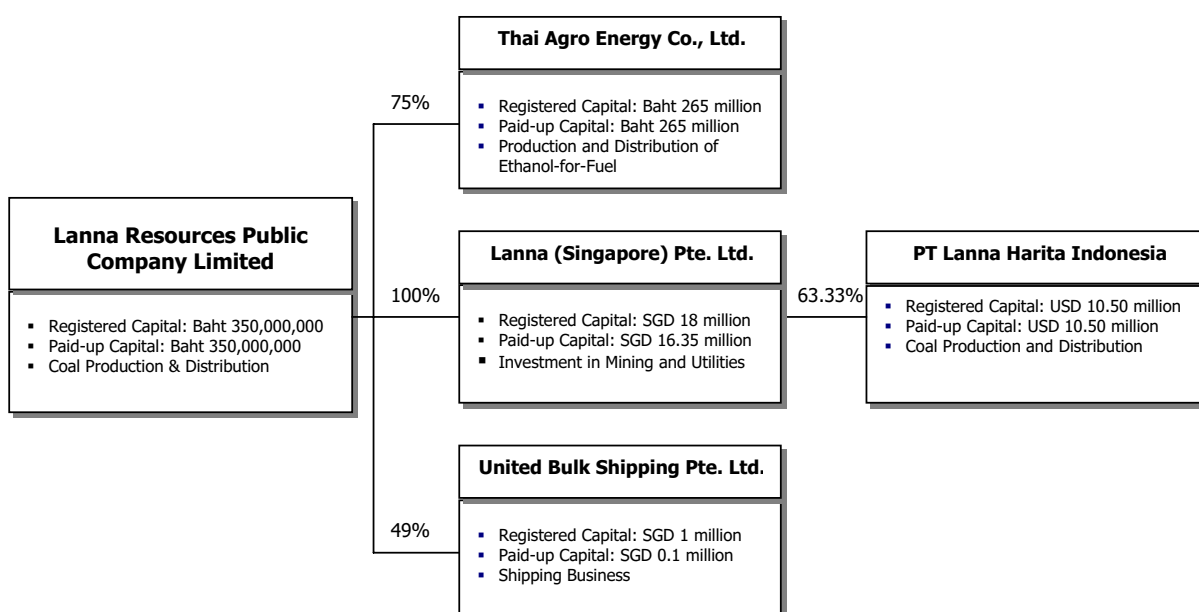 Thai Agro Energy Co., Ltd.
▪ Registered Capital: Baht 265 million
▪ Paid-up Capital: Baht 265 million
▪ Production and Distribution of
Ethanol-for-Fuel
75%
Lanna Resources Public
Company Limited
▪ Registered Capital: Baht 350,000,000
▪ Paid-up Capital: Baht 350,000,000
▪ Coal Production & Distribution
100%
Lanna (Singapore) Pte. Ltd.
▪ Registered Capital: SGD 18 million
▪ Paid-up Capital: SGD 16.35 million
▪ Investment in Mining and Utilities
63.33%
PT Lanna Harita Indonesia
▪ Registered Capital: USD 10.50 million
▪ Paid-up Capital: USD 10.50 million
▪ Coal Production and Distribution
United Bulk Shipping Pte. Ltd.
49%
▪ Registered Capital: SGD 1 million
▪ Paid-up Capital: SGD 0.1 million
▪ Shipping Business